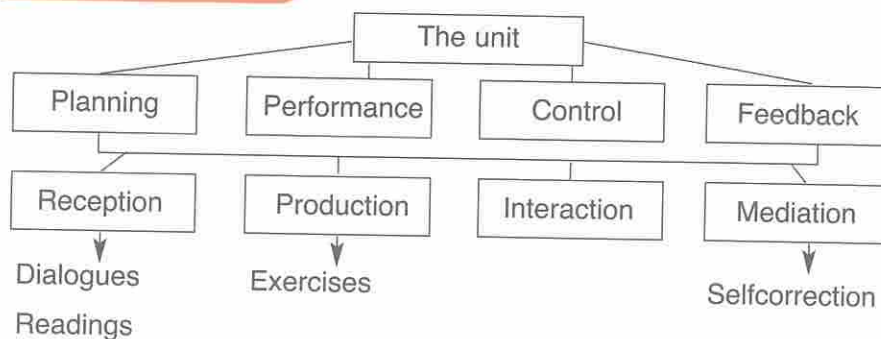 The unit
Planning Performance Control Feedback
Reception Production Interaction Mediation
Dialogues Exercises Selfcorrection
Readings